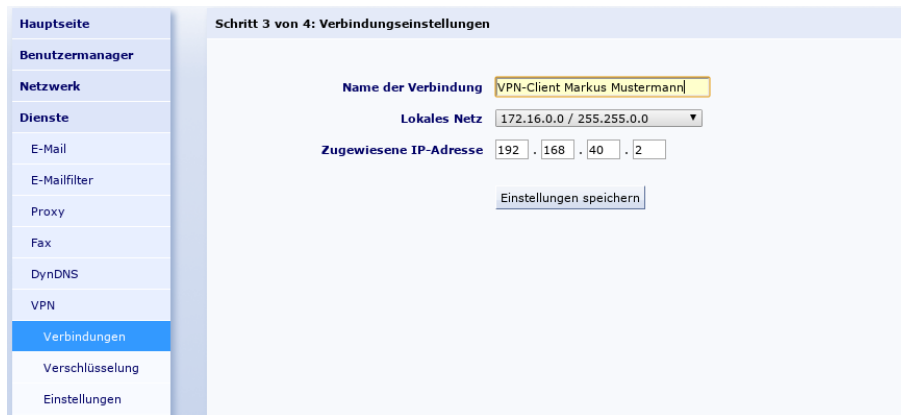 Hauptseite
Benutzermanager
Netzwerk
Dienste
E-Mail
E-Mailfilter
Proxy
Fax
DynDNS
VPN
Verbindungen
Verschlüsselung
Einstellungen
Schritt 3 von 4: Verbindungseinstellungen
Name der Verbindung VPN-Client Markus Mustermann
Lokales Netz 172.16.0.0 / 255.255.0.0
Zugewiesene IP-Adresse 192 . 168 . 40 . 2
Einstellungen speichern